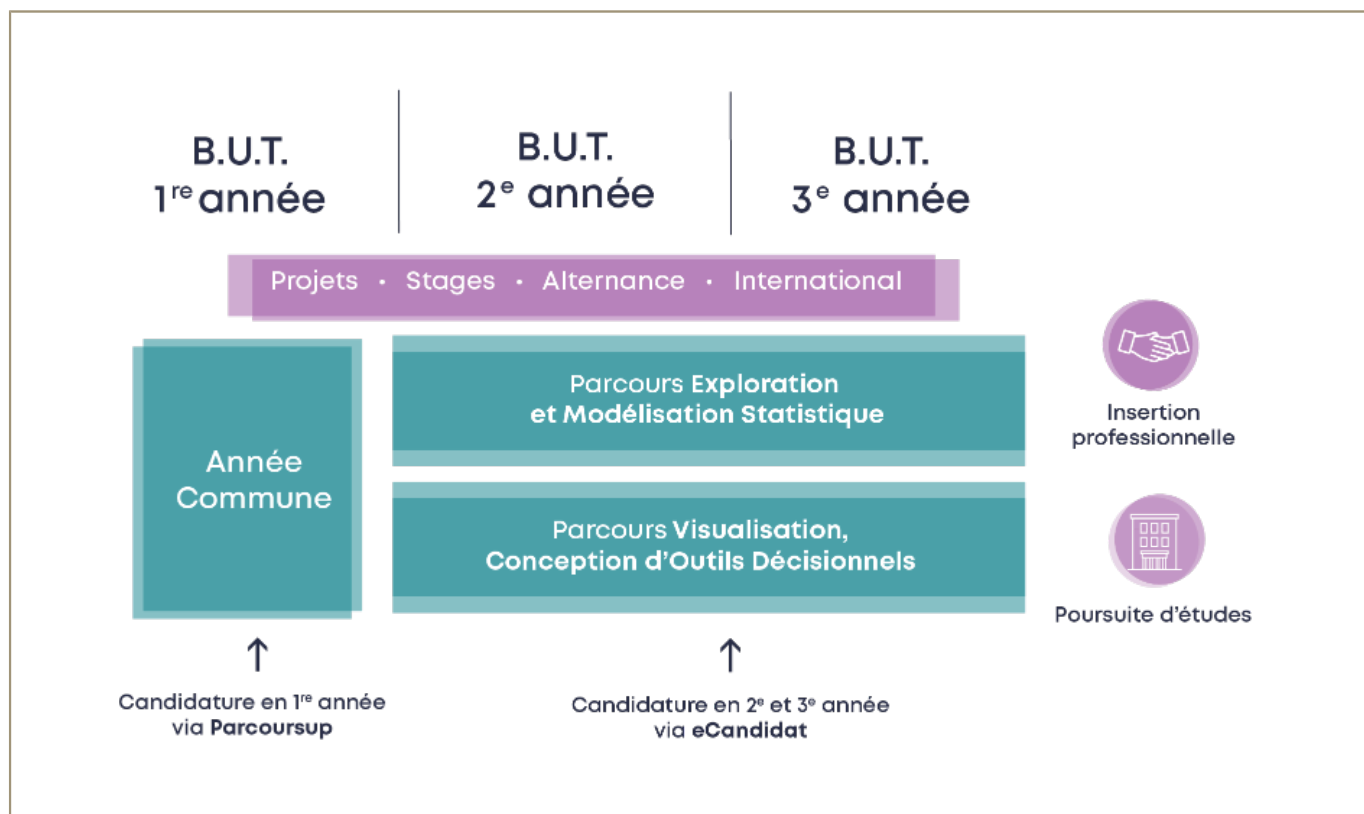 B.U.T.
1re année
B.U.T.
2e année
B.U.T.
3e année
Projets · Stages · Alternance · International
Année
Commune
Parcours Exploration
et Modélisation Statistique
Parcours Visualisation,
Conception d’Outils Décisionnels
Insertion
professionnelle
Poursuite d’études
Candidature en 1re année
via Parcoursup
Candidature en 2e et 3e année
via eCandidat